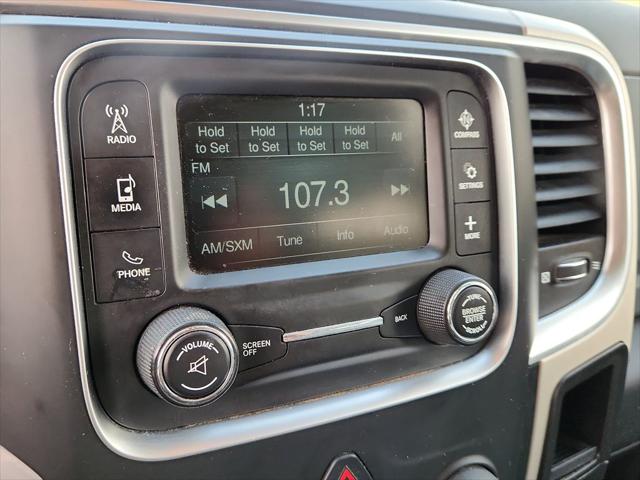 1:17
Hold to Set
Hold to Set
Hold to Set
Hold to Set
All
FM
107.3
AM/SXM
Tune
Info
Audio
RADIO
MEDIA
PHONE
COMPASS
SETTINGS
MORE
VOLUME
SCREEN
OFF
BACK
TUNE
BROWSE
ENTER
SCROLL